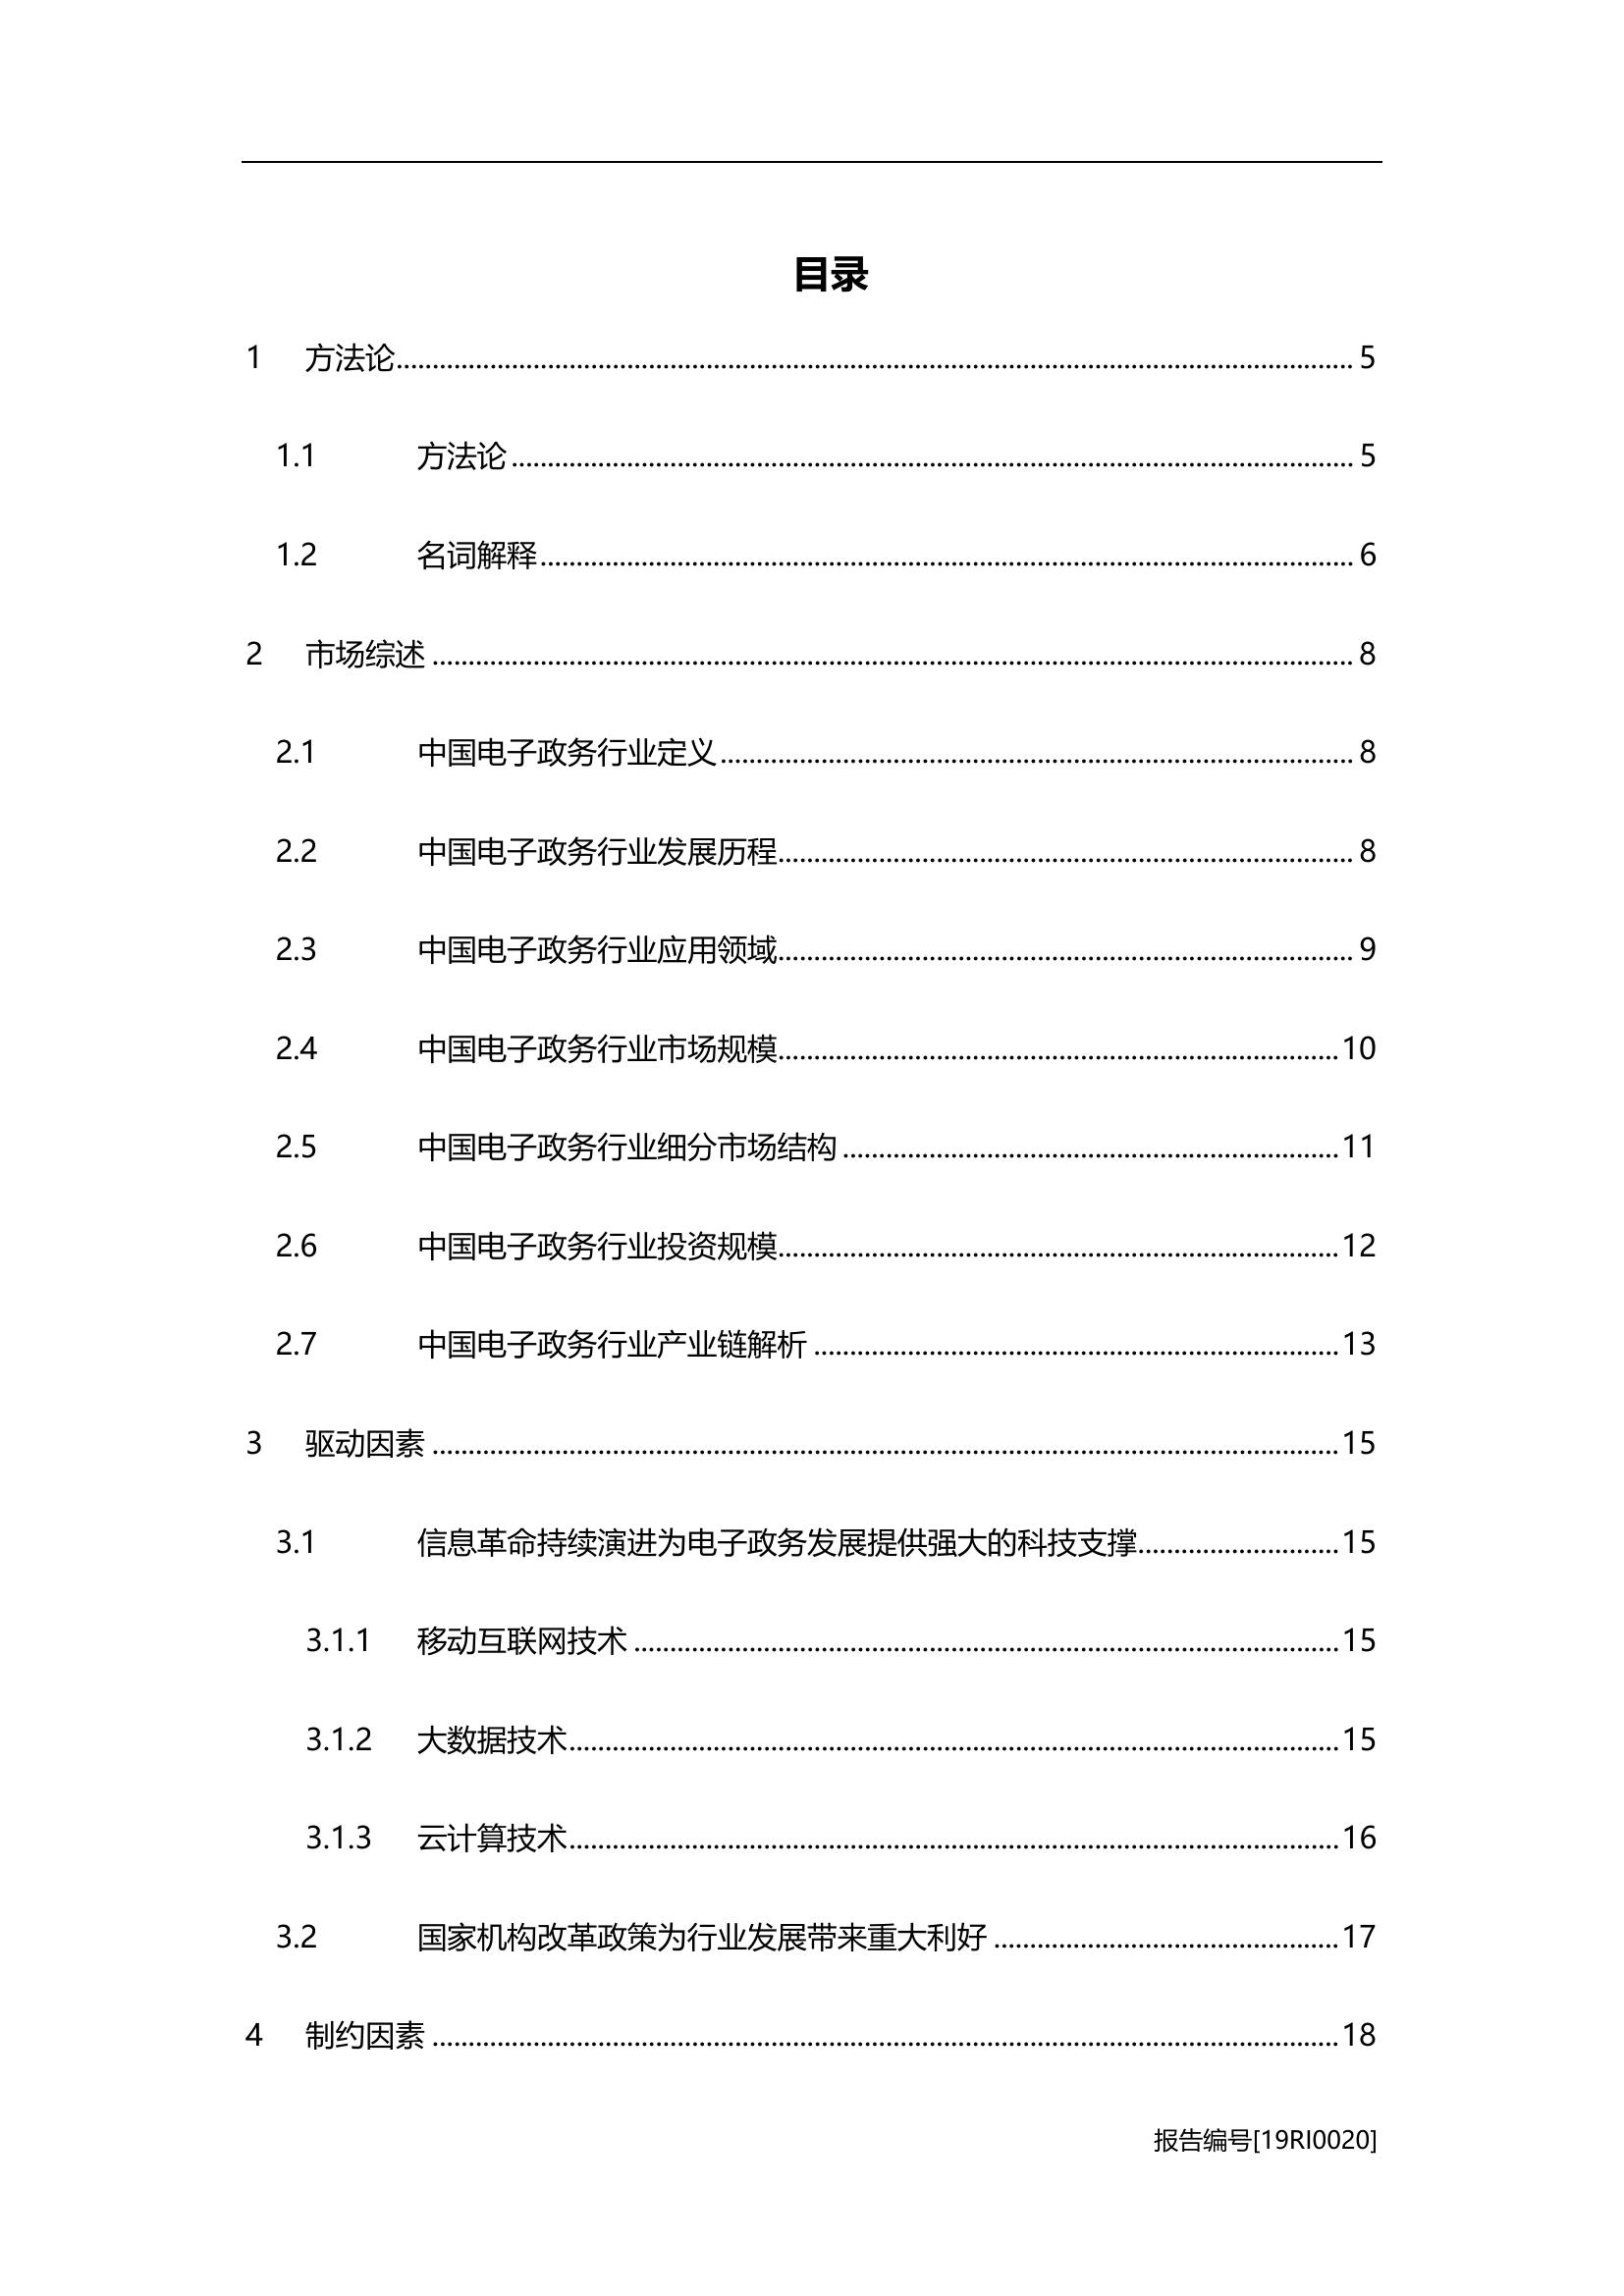 目录
1 方法论 5
1.1 方法论 5
1.2 名词解释 6
2 市场综述 8
2.1 中国电子政务行业定义 8
2.2 中国电子政务行业发展历程 8
2.3 中国电子政务行业应用领域 9
2.4 中国电子政务行业市场规模 10
2.5 中国电子政务行业细分市场结构 11
2.6 中国电子政务行业投资规模 12
2.7 中国电子政务行业产业链解析 13
3 驱动因素 15
3.1 信息革命持续演进为电子政务发展提供强大的科技支撑 15
3.1.1 移动互联网技术 15
3.1.2 大数据技术 15
3.1.3 云计算技术 16
3.2 国家机构改革政策为行业发展带来重大利好 17
4 制约因素 18
报告编号[19RI0020]